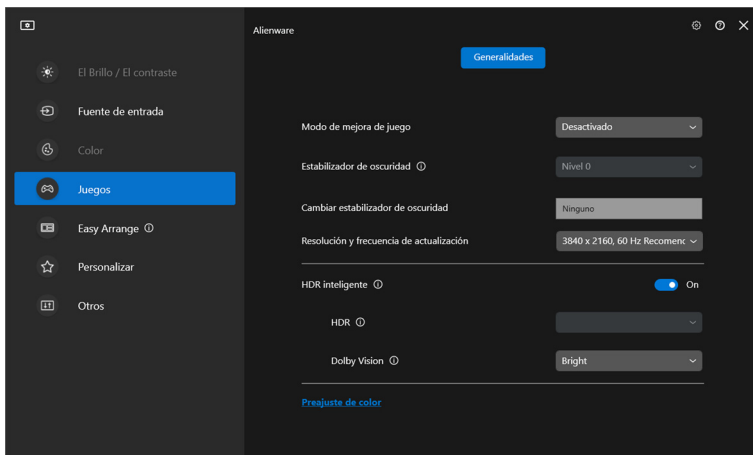 Alienware
Generalidades
El Brillo / El contraste
Fuente de entrada
Color
Juegos
Easy Arrange
Personalizar
Otros
Modo de mejora de juego
Desactivado
Estabilizador de oscuridad
Nivel 0
Cambiar estabilizador de oscuridad
Ninguno
Resolución y frecuencia de actualización
3840 x 2160, 60 Hz Recomenc
HDR inteligente
On
HDR
Dolby Vision
Bright
Preajuste de color